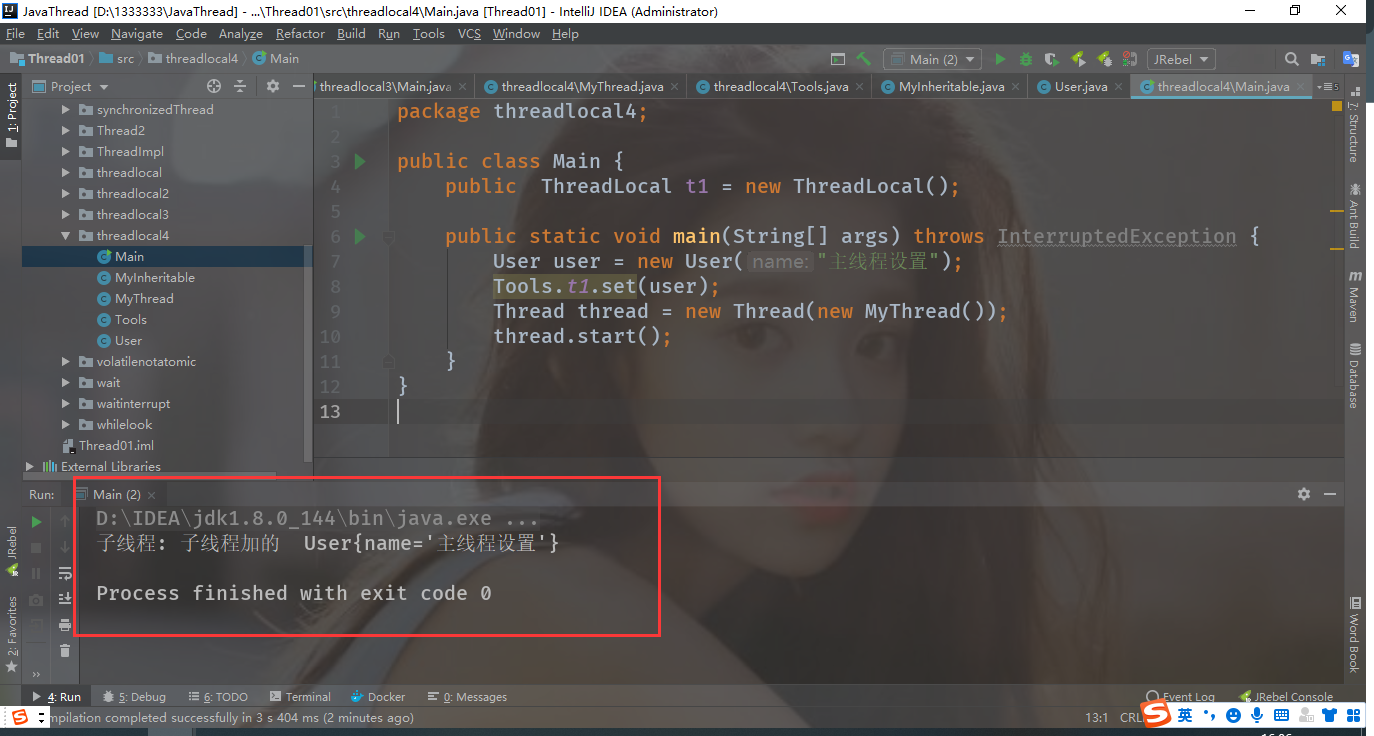 JavaThread [D:\1333333\JavaThread] - ...\Thread01\src\threadlocal4\Main.java [Thread01] - IntelliJ IDEA (Administrator)
File Edit View Navigate Code Analyze Refactor Build Run Tools VCS Window Help
Thread01 src threadlocal4 Main Main (2) JRebel
Project threadlocal3\Main.java threadlocal4\MyThread.java threadlocal4\Tools.java MyInheritable.java User.java threadlocal4\Main.java 5
1: Project
synchronizedThread
Thread2
ThreadImpl
threadlocal
threadlocal2
threadlocal3
threadlocal4
Main
MyInheritable
MyThread
Tools
User
volatilenotatomic
wait
waitinterrupt
whilelook
Thread01.iml
External Libraries
1 package threadlocal4;
2
3 public class Main {
4 public  ThreadLocal t1 = new ThreadLocal();
5
6 public static void main(String[] args) throws InterruptedException {
7 User user = new User( name: "主线程设置");
8 Tools.t1.set(user);
9 Thread thread = new Thread(new MyThread());
10 thread.start();
11 }
12 }
13
7: Structure
Ant Build
Maven
Database
Word Book
Run: Main (2)
D:\IDEA\jdk1.8.0_144\bin\java.exe ...
子线程: 子线程加的  User{name='主线程设置'}
Process finished with exit code 0
JRebel
2: Favorites
4: Run 5: Debug 6: TODO Terminal Docker 0: Messages Event Log JRebel Console
mpilation completed successfully in 3 s 404 ms (2 minutes ago) 13:1 CRL 英